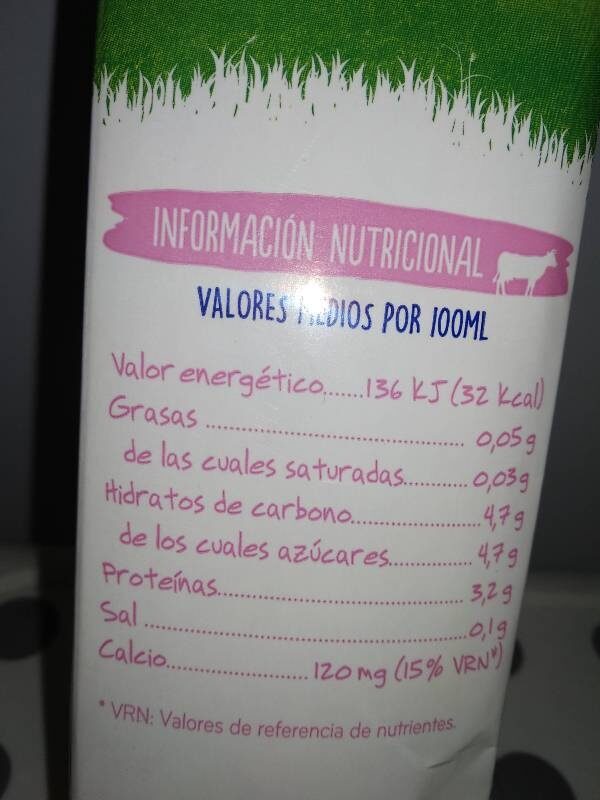 INFORMACIÓN NUTRICIONAL
VALORES MEDIOS POR 100ML
Valor energético.......136 KJ (32 Kcal)
Grasas ............................................. 0,05 g
de las cuales saturadas........... 0,03 g
Hidratos de carbono...................... 4,7 g
de los cuales azúcares.............. 4,7 g
Proteínas........................................... 3,2 g
Sal .......................................................0,1 g
Calcio........................ 120 mg (15% VRN*)
* VRN: Valores de referencia de nutrientes.